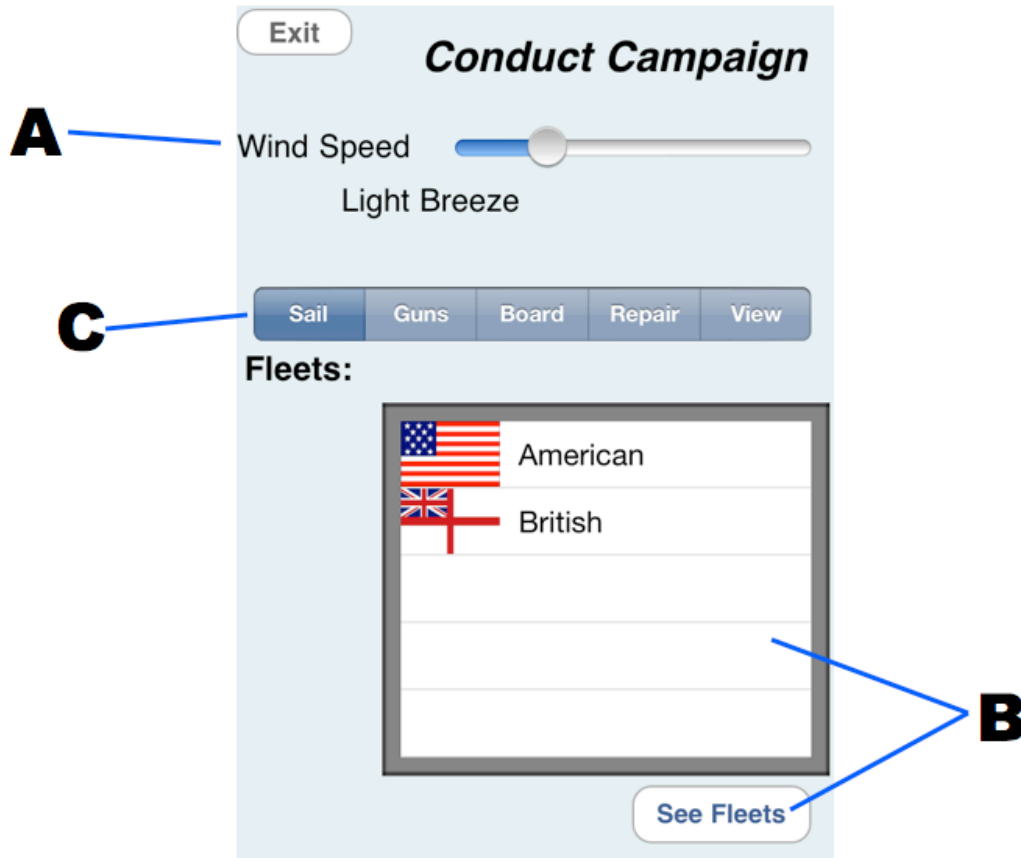 Exit
Conduct Campaign
A
Wind Speed
Light Breeze
C
Sail Guns Board Repair View
Fleets:
American
British
B
See Fleets